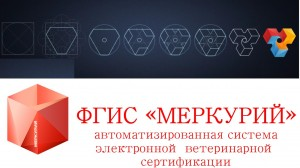 ФГИС «МЕРКУРИЙ»
автоматизированная система
электронной ветеринарной
сертификации